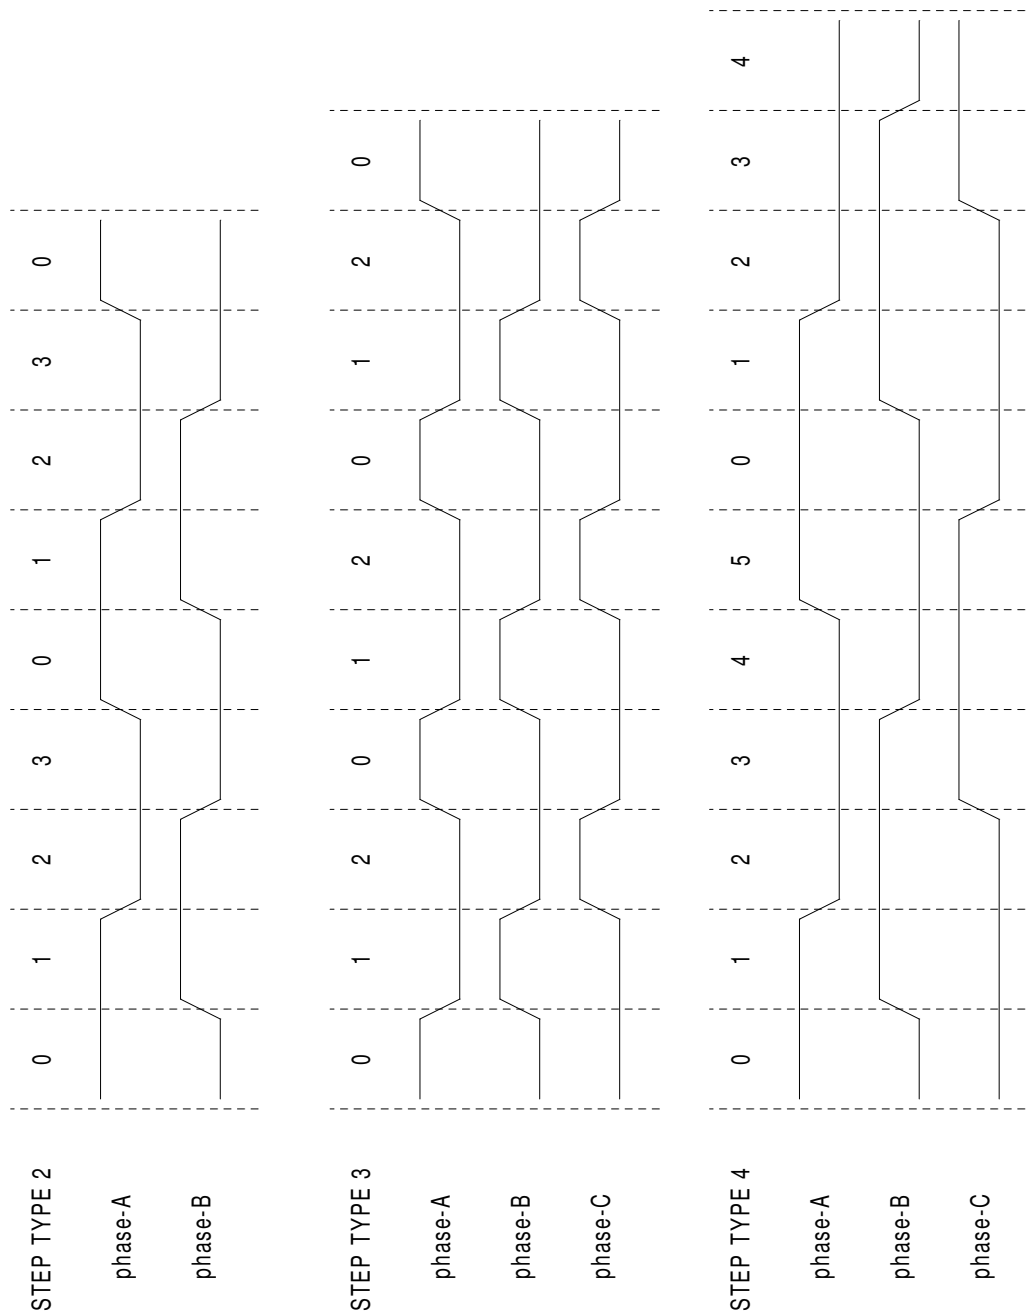 STEP TYPE 2 0 1 2 3 0 1 2 3 0
phase-A
phase-B
STEP TYPE 3 0 1 2 0 1 2 0 1 2 0
phase-A
phase-B
phase-C
STEP TYPE 4 0 1 2 3 4 5 0 1 2 3 4
phase-A
phase-B
phase-C